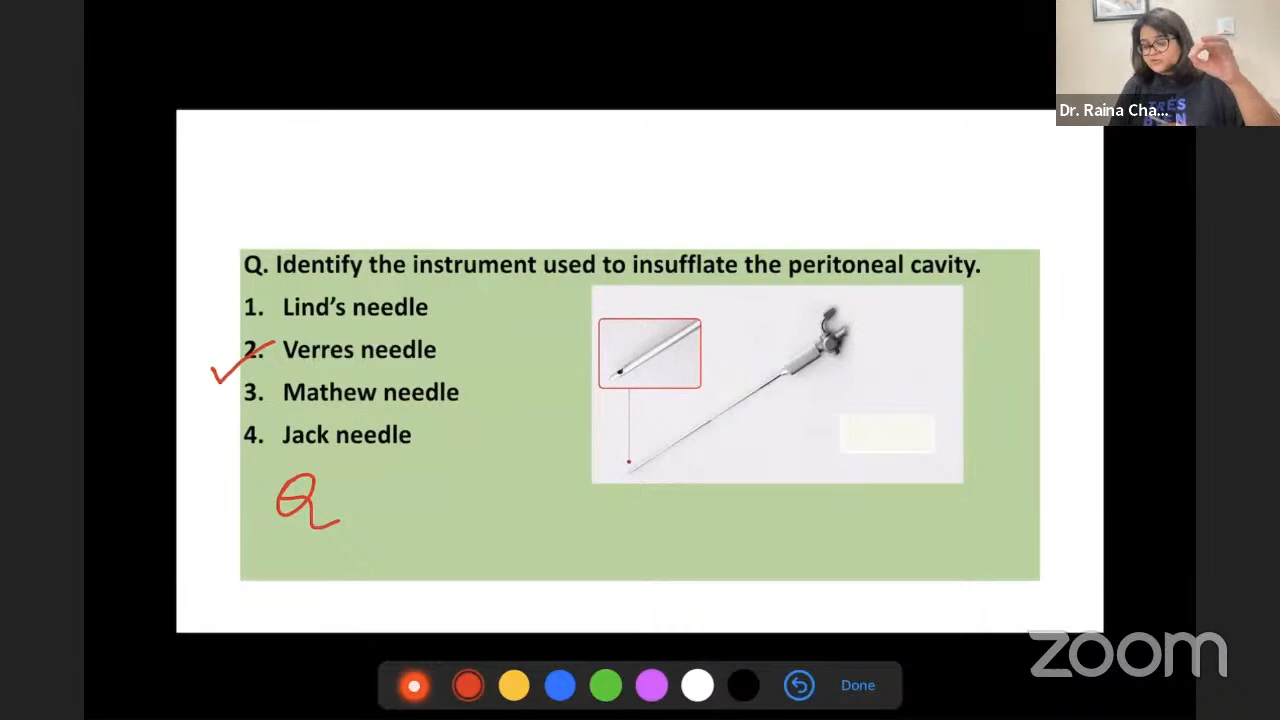 TRÈS
Dr. Raina Cha...
Q. Identify the instrument used to insufflate the peritoneal cavity.
1. Lind's needle
2. Verres needle
3. Mathew needle
4. Jack needle
Q
zoom
Done